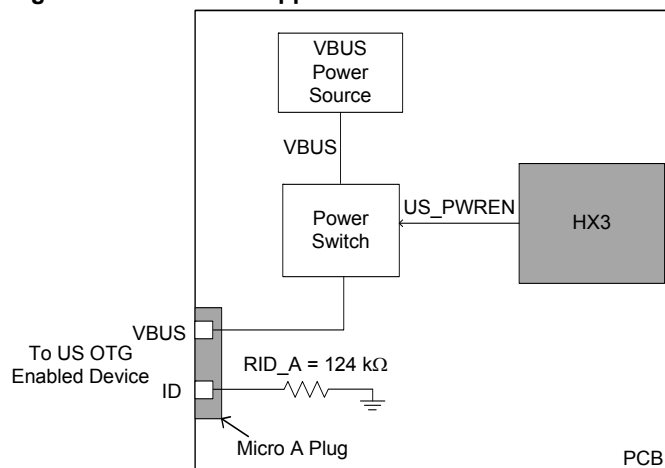 VBUS
Power
Source
VBUS
US_PWREN
Power
Switch
HX3
VBUS
To US OTG
Enabled Device
RID_A = 124 kΩ
ID
Micro A Plug
PCB